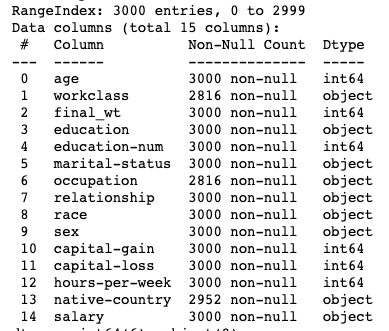 RangeIndex: 3000 entries, 0 to 2999
Data columns (total 15 columns):
 #   Column          Non-Null Count  Dtype
---  ------          --------------  -----
 0   age             3000 non-null   int64
 1   workclass       2816 non-null   object
 2   final_wt        3000 non-null   int64
 3   education       3000 non-null   object
 4   education-num   3000 non-null   int64
 5   marital-status  3000 non-null   object
 6   occupation      2816 non-null   object
 7   relationship    3000 non-null   object
 8   race            3000 non-null   object
 9   sex             3000 non-null   object
 10  capital-gain    3000 non-null   int64
 11  capital-loss    3000 non-null   int64
 12  hours-per-week  3000 non-null   int64
 13  native-country  2952 non-null   object
 14  salary          3000 non-null   object